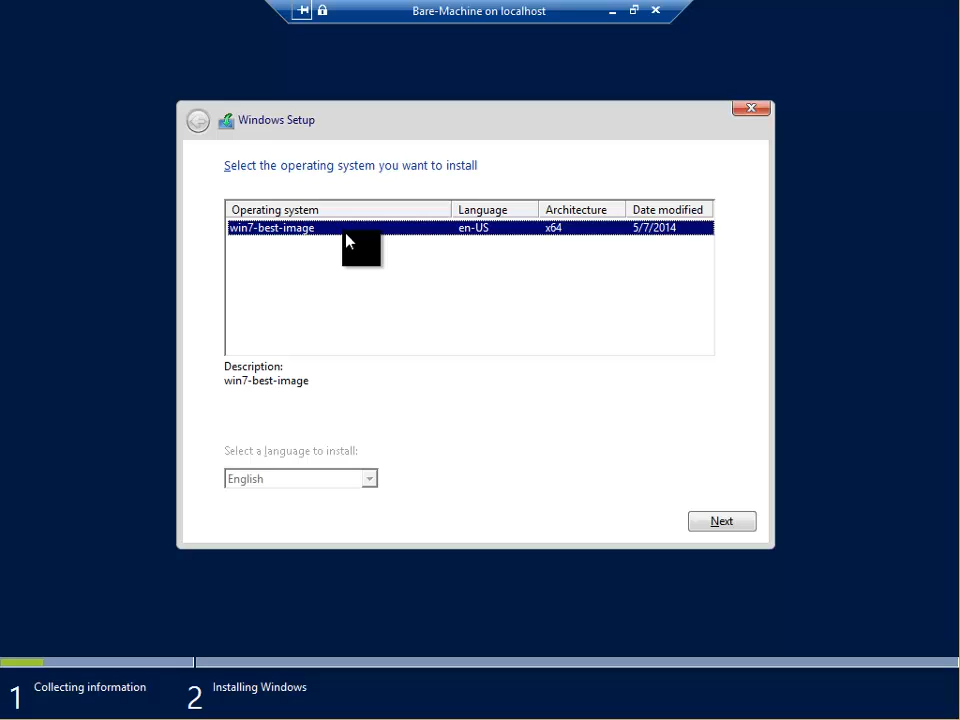 Bare-Machine on localhost
Windows Setup
Select the operating system you want to install
Operating system Language Architecture Date modified
win7-best-image en-US x64 5/7/2014
Description:
win7-best-image
Select a language to install:
English
Next
1 Collecting information 2 Installing Windows